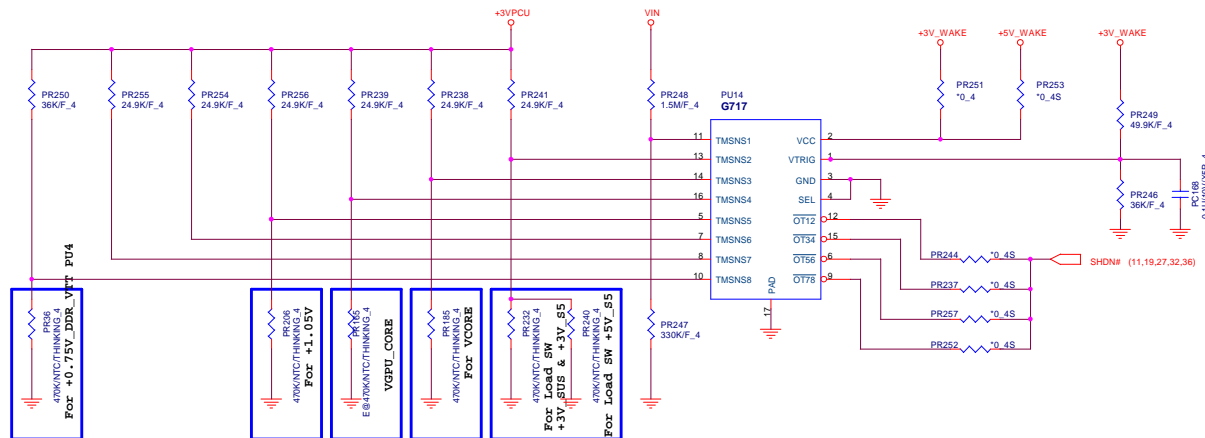 +3VPCU
VIN
+3V_WAKE
+5V_WAKE
+3V_WAKE
PR250
36K/F_4
PR255
24.9K/F_4
PR254
24.9K/F_4
PR256
24.9K/F_4
PR239
24.9K/F_4
PR238
24.9K/F_4
PR241
24.9K/F_4
PR248
1.5M/F_4
PU14
G717
PR251
*0_4
PR253
*0_4S
PR249
49.9K/F_4
11 TMSNS1
13 TMSNS2
14 TMSNS3
16 TMSNS4
5 TMSNS5
7 TMSNS6
8 TMSNS7
10 TMSNS8
VCC 2
VTRIG 1
GND 3
SEL 4
OT12 12
OT34 15
OT56 6
OT78 9
PAD
17
PR246
36K/F_4
PC168
PR244 *0_4S
PR237 *0_4S
PR257 *0_4S
PR252 *0_4S
SHDN# (11,19,27,32,36)
PR36
470K/NTC/THINKING_4
For +0.75V_DDR_VTT PU4
PR206
470K/NTC/THINKING_4
For +1.05V
E@470K/NTC/THINKING_4
VGPU_CORE
PR185
470K/NTC/THINKING_4
For VCORE
PR232
470K/NTC/THINKING_4
For Load SW
+3V_SUS & +3V_S5
PR240
470K/NTC/THINKING_4
For Load SW +5V_S5
PR247
330K/F_4